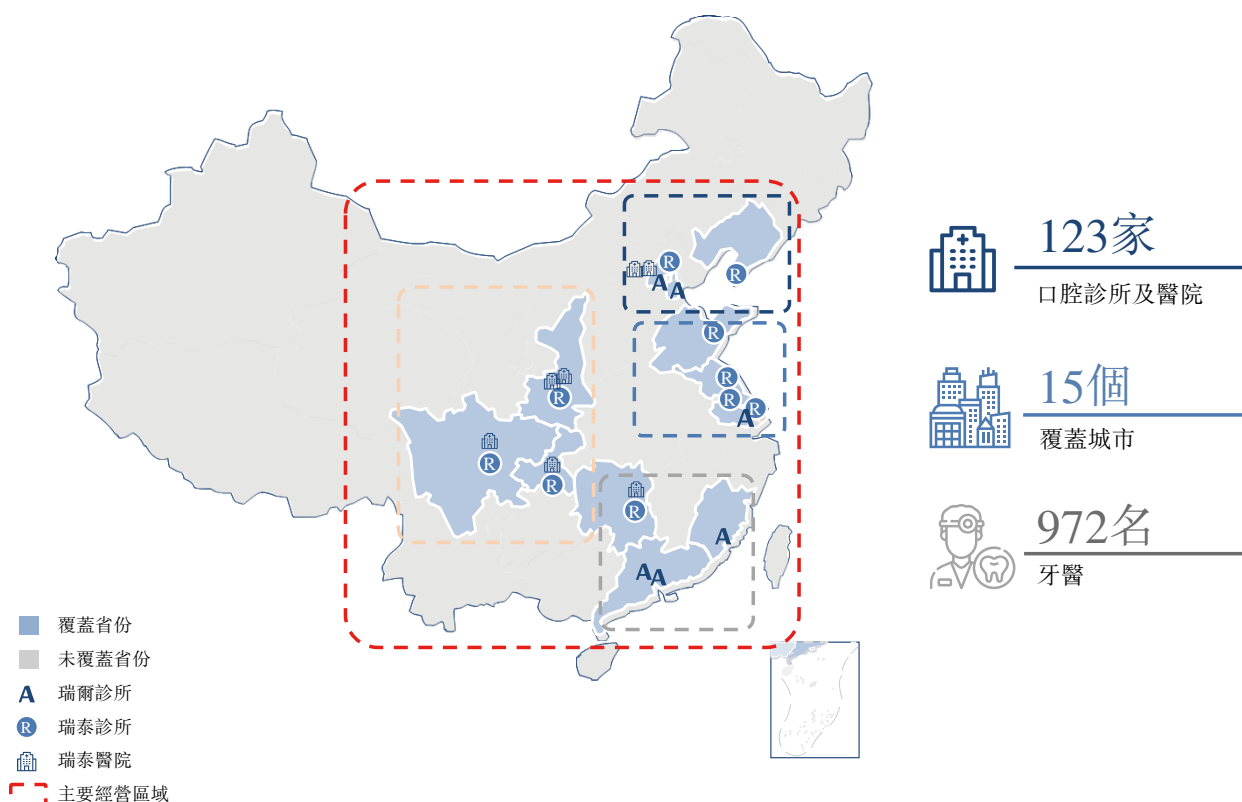 123家
口腔診所及醫院
15個
覆蓋城市
972名
牙醫
R
R
A
A
R
R
R
R
A
R
R
R
R
A
A
A
覆蓋省份
未覆蓋省份
A 瑞爾診所
R 瑞泰診所
瑞泰醫院
主要經營區域